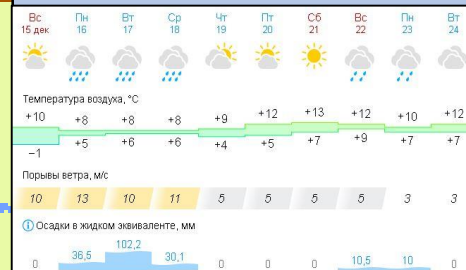 Вс Пн Вт Ср Чт Пт Сб Вс Пн Вт
15 дек 16 17 18 19 20 21 22 23 24
Температура воздуха, °C
+10 +8 +8 +8 +9 +12 +13 +12 +10 +12
−1 +5 +6 +6 +4 +5 +7 +9 +7 +7
Порывы ветра, м/с
10 13 10 11 5 5 5 5 3 3
Осадки в жидком эквиваленте, мм
0 36,5 102,2 30,1 0 0 0 10,5 10 0